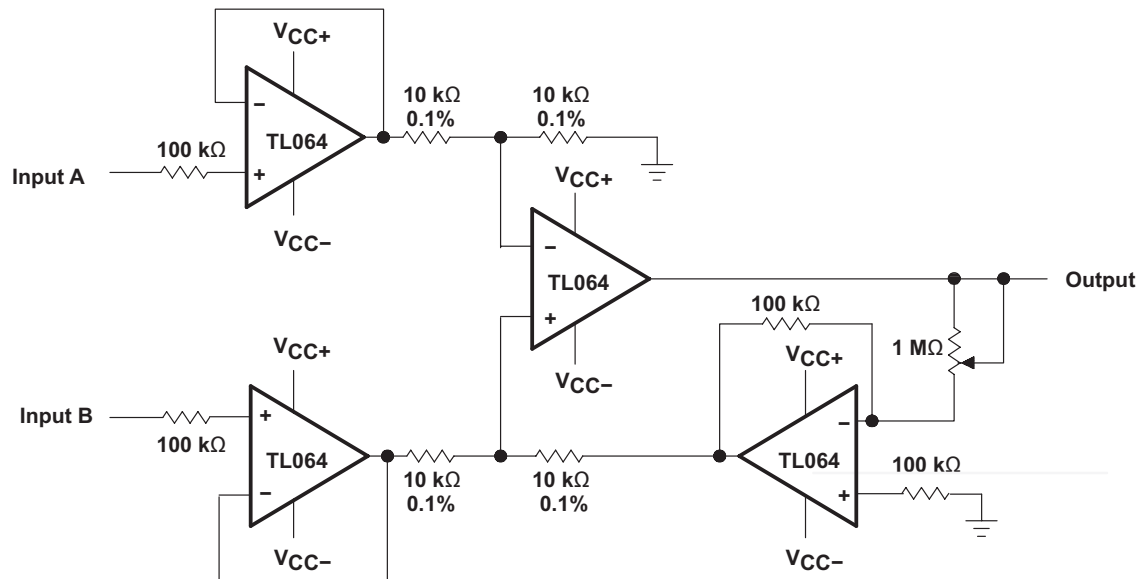 VCC+
10 kΩ
0.1%
10 kΩ
0.1%
−
TL064
100 kΩ
Input A
+
VCC−
VCC+
−
TL064
+
VCC−
Output
100 kΩ
1 MΩ
VCC+
VCC+
Input B
100 kΩ
+
TL064
−
VCC−
10 kΩ
0.1%
10 kΩ
0.1%
−
TL064
+
100 kΩ
VCC−